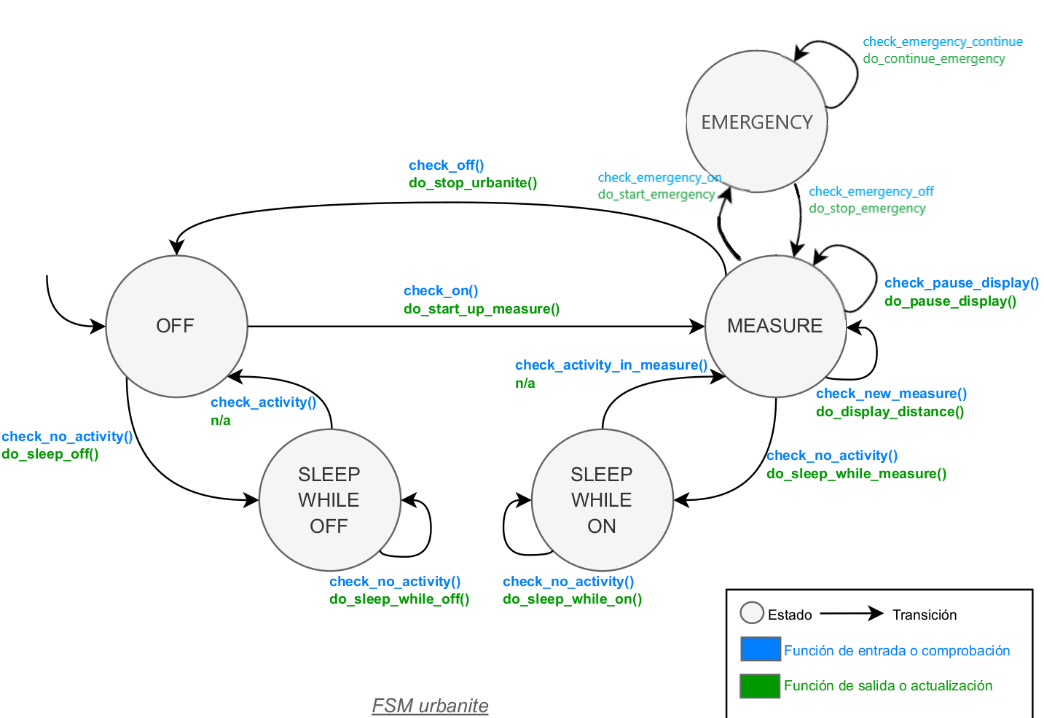 check_emergency_continue
do_continue_emergency
EMERGENCY
check_off()
do_stop_urbanite()
check_emergency_on
do_start_emergency
check_emergency_off
do_stop_emergency
check_on()
do_start_up_measure()
check_pause_display()
do_pause_display()
OFF
MEASURE
check_activity_in_measure()
n/a
check_activity()
n/a
check_new_measure()
do_display_distance()
check_no_activity()
do_sleep_off()
check_no_activity()
do_sleep_while_measure()
SLEEP
WHILE
OFF
SLEEP
WHILE
ON
check_no_activity()
do_sleep_while_off()
check_no_activity()
do_sleep_while_on()
Estado
Transición
Función de entrada o comprobación
Función de salida o actualización
FSM urbanite